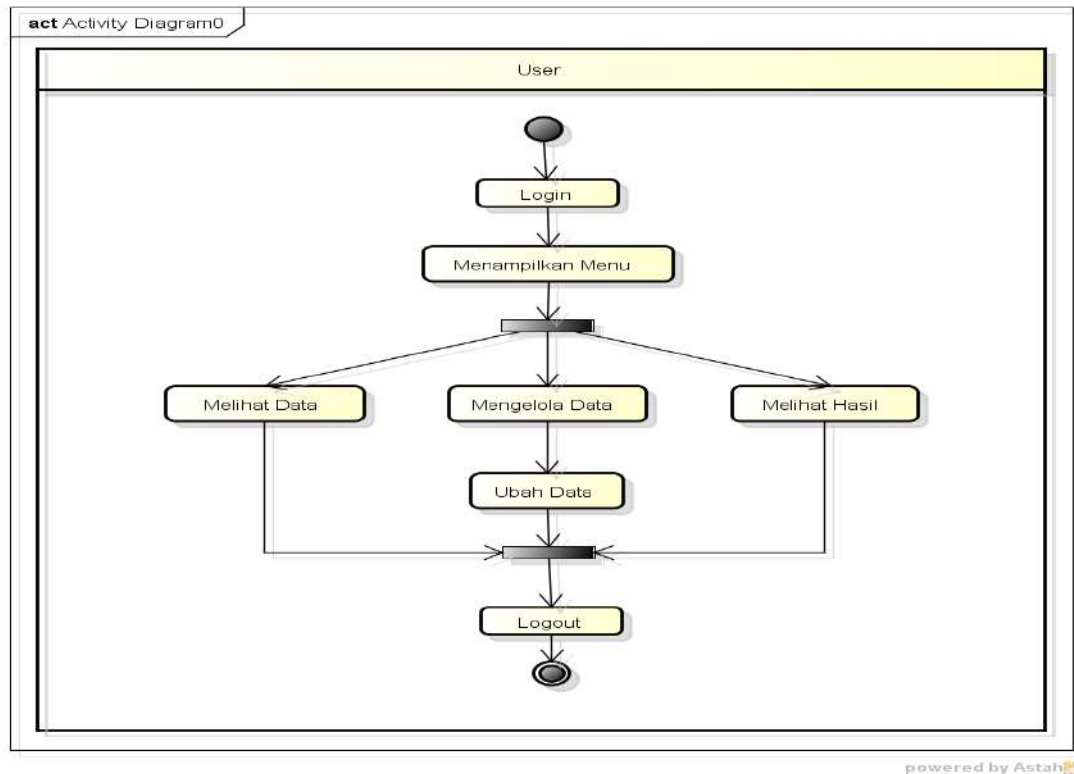 act Activity Diagram0
User
Login
Menampilkan Menu
Melihat Data
Mengelola Data
Melihat Hasil
Ubah Data
Logout
powered by Astah